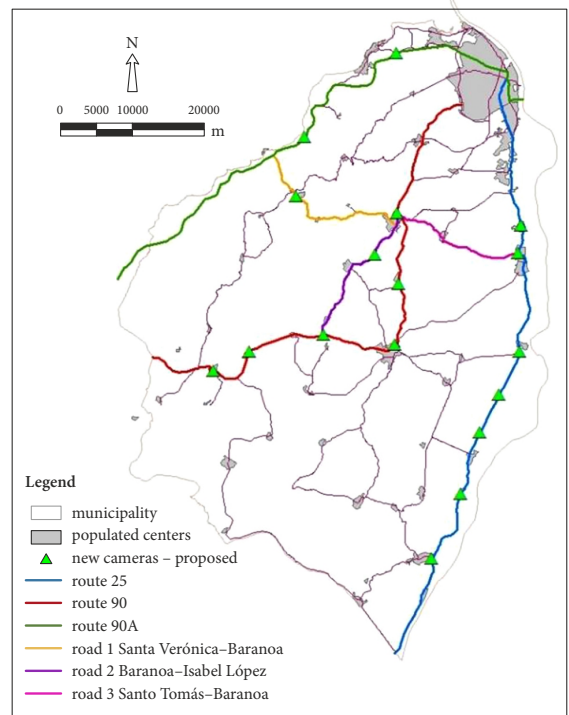 N
0 5000 10000 20000
m
Legend
municipality
populated centers
new cameras – proposed
route 25
route 90
route 90A
road 1 Santa Verónica–Baranoa
road 2 Baranoa–Isabel López
road 3 Santo Tomás–Baranoa